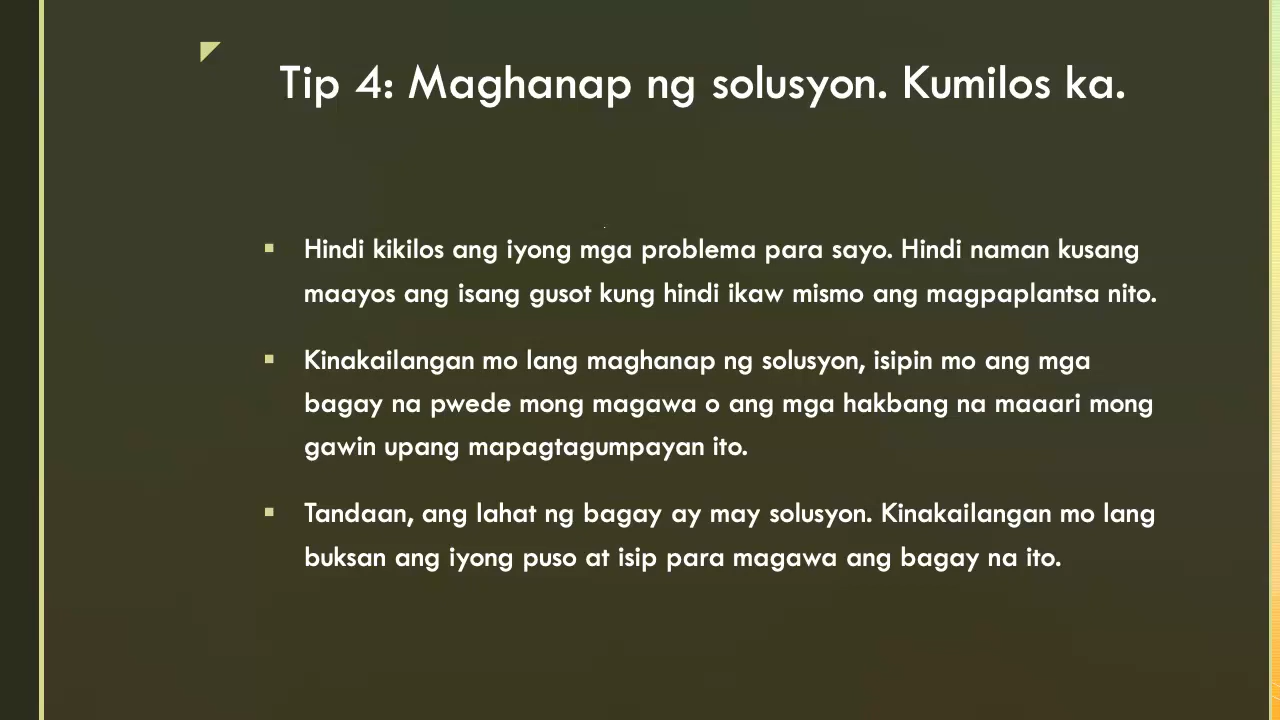 Tip 4: Maghanap ng solusyon. Kumilos ka.
Hindi kikilos ang iyong mga problema para sayo. Hindi naman kusang
maayos ang isang gusot kung hindi ikaw mismo ang magpaplantsa nito.
Kinakailangan mo lang maghanap ng solusyon, isipin mo ang mga
bagay na pwede mong magawa o ang mga hakbang na maaari mong
gawin upang mapagtagumpayan ito.
Tandaan, ang lahat ng bagay ay may solusyon. Kinakailangan mo lang
buksan ang iyong puso at isip para magawa ang bagay na ito.